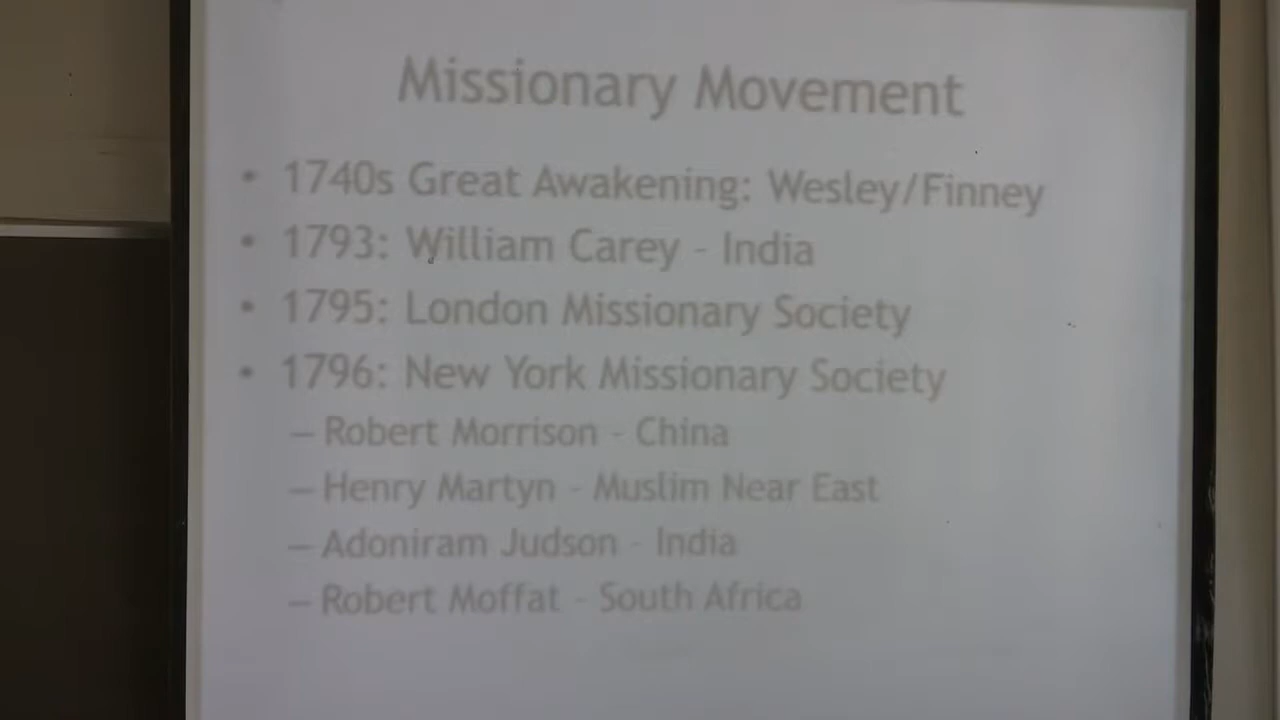 Missionary Movement
• 1740s Great Awakening: Wesley/Finney
• 1793: William Carey - India
• 1795: London Missionary Society
• 1796: New York Missionary Society
– Robert Morrison - China
– Henry Martyn - Muslim Near East
– Adoniram Judson - India
– Robert Moffat - South Africa